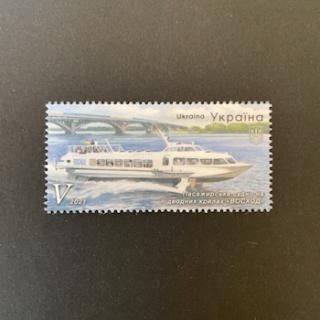 Ukraina Україна
V 2021
Пасажирське судно на
підводних крилах «ВОСХОД»